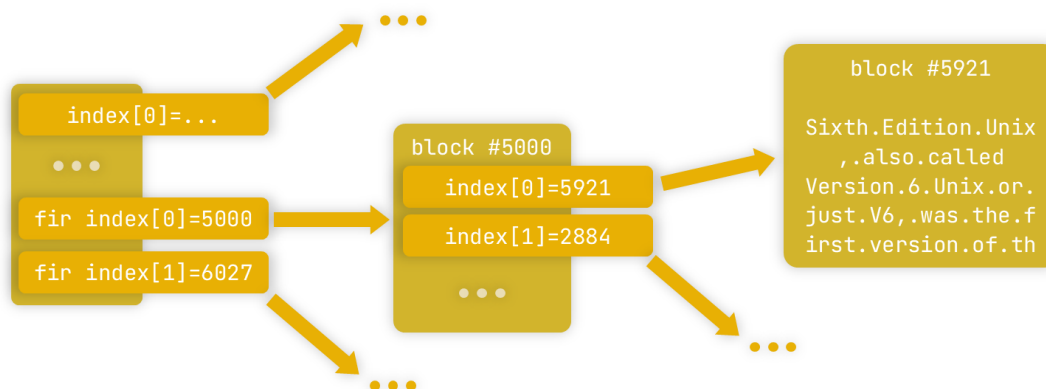 index[0]=...
fir index[0]=5000
fir index[1]=6027
block #5000
index[0]=5921
index[1]=2884
block #5921
Sixth.Edition.Unix
,.also.called
Version.6.Unix.or.
just.V6,.was.the.f
irst.version.of.th